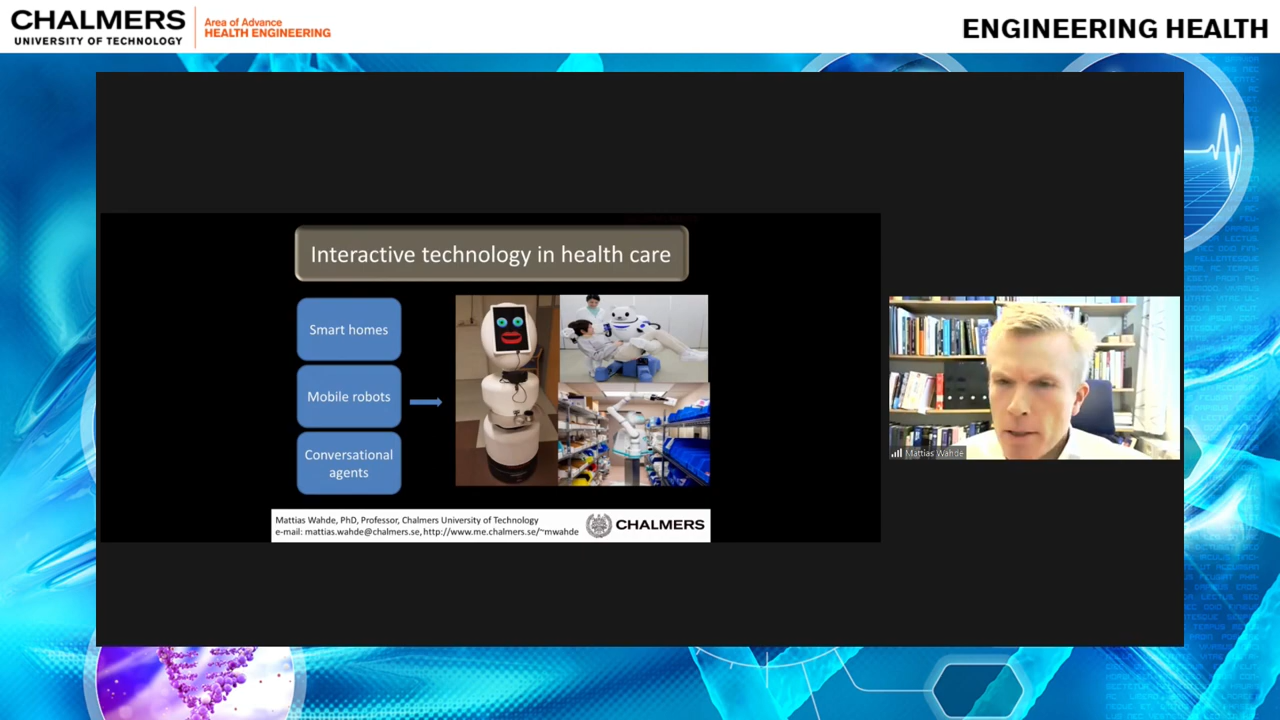 CHALMERS
UNIVERSITY OF TECHNOLOGY
Area of Advance
HEALTH ENGINEERING
ENGINEERING HEALTH
Interactive technology in health care
Smart homes
Mobile robots
Conversational
agents
Mattias Wahde
Mattias Wahde, PhD, Professor, Chalmers University of Technology
e-mail: mattias.wahde@chalmers.se, http://www.me.chalmers.se/~mwahde
CHALMERS